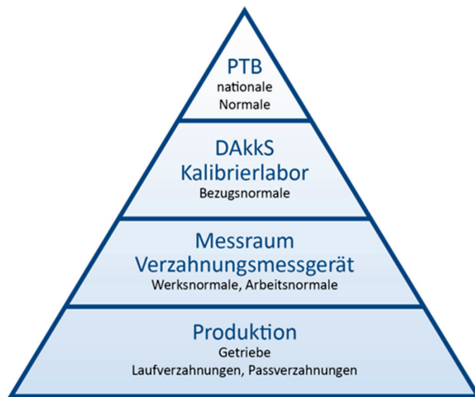 PTB
nationale
Normale
DAkkS
Kalibrierlabor
Bezugsnormale
Messraum
Verzahnungsmessgerät
Werksnormale, Arbeitsnormale
Produktion
Getriebe
Laufverzahnungen, Passverzahnungen